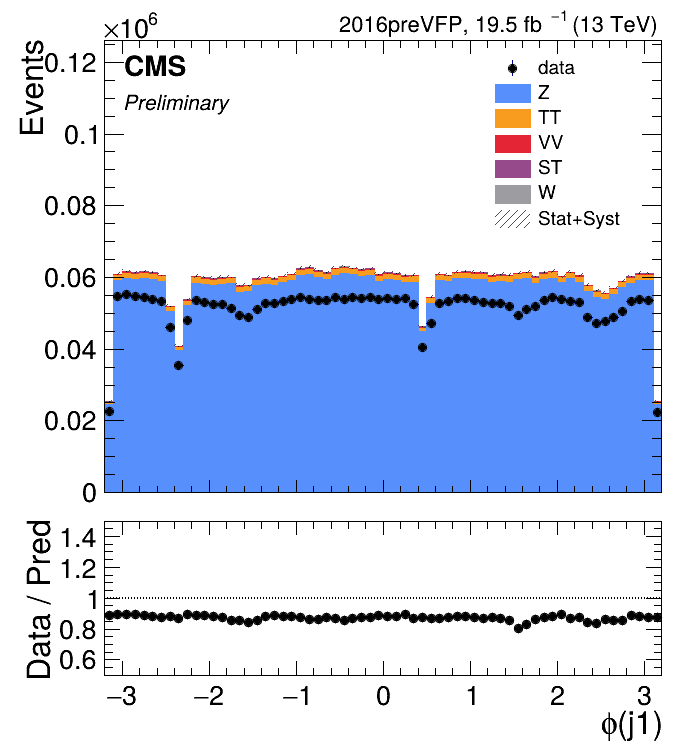 ×10^6
2016preVFP, 19.5 fb^−1 (13 TeV)
CMS
Preliminary
Events
data
Z
TT
VV
ST
W
Stat+Syst
0.12
0.1
0.08
0.06
0.04
0.02
0
Data / Pred
1.4
1.2
1
0.8
0.6
−3 −2 −1 0 1 2 3
ϕ(j1)